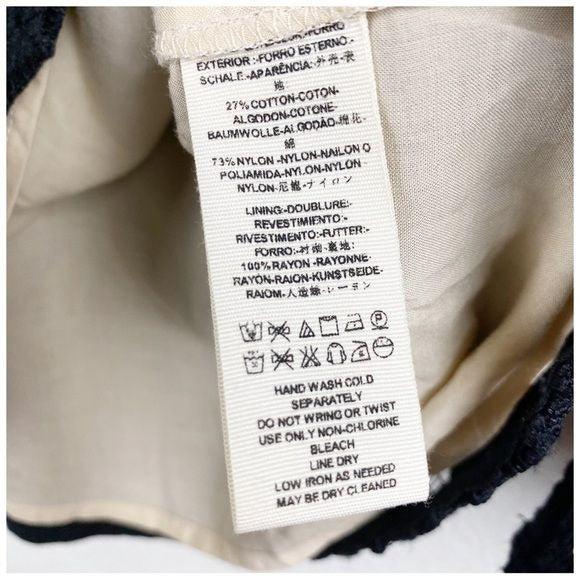 EXTERIOR:-FORRO ESTERNO:-
SCHALE:-APARÊNCIA:-外壳-表
地
27% COTTON-COTON-
ALGODON-COTONE-
BAUMWOLLE-ALGODÃO-棉花-
綿
73% NYLON-NYLON-NAILON O
POLIAMIDA-NYLON-NYLON-
NYLON-尼龍-ナイロン
LINING:-DOUBLURE:-
REVESTIMIENTO:-
RIVESTIMENTO:-FUTTER:-
FORRO:-衬裡-裏地:
100% RAYON-RAYONNE-
RAYON-RAION-KUNSTSEIDE-
RAIOM-人造絲-レーヨン
HAND WASH COLD
SEPARATELY
DO NOT WRING OR TWIST
USE ONLY NON-CHLORINE
BLEACH
LINE DRY
LOW IRON AS NEEDED
MAY BE DRY CLEANED